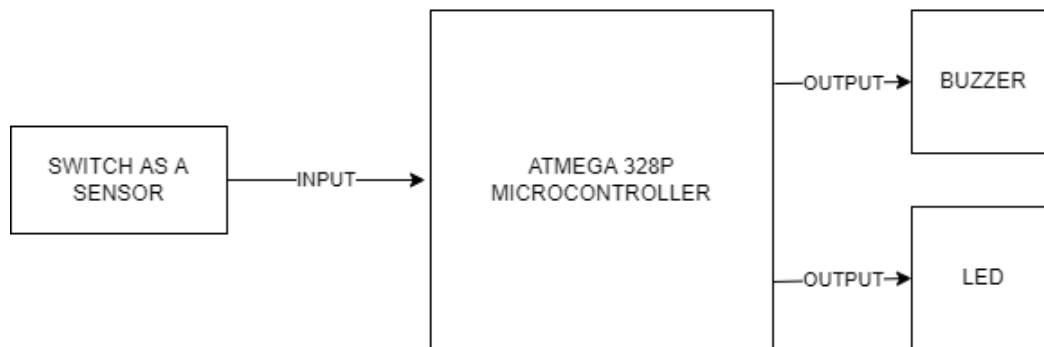 SWITCH AS A
SENSOR
INPUT
ATMEGA 328P
MICROCONTROLLER
OUTPUT
BUZZER
OUTPUT
LED